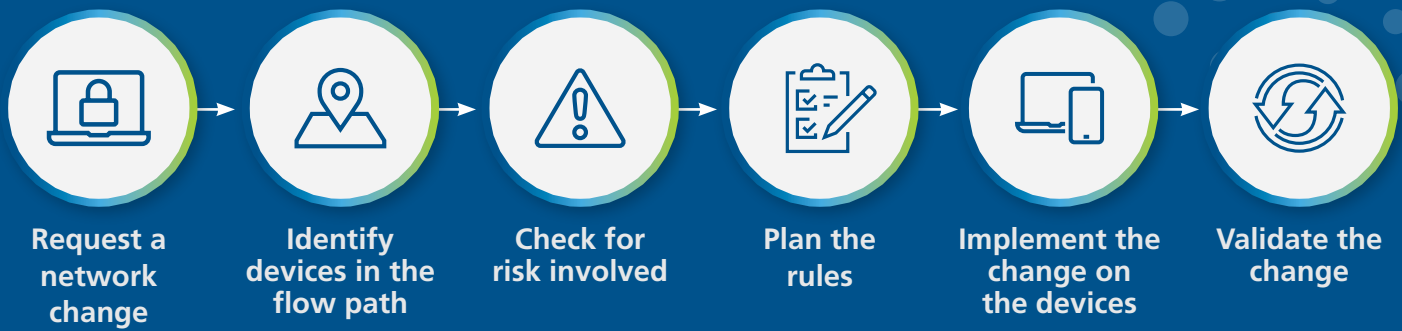 Request a
network
change
Identify
devices in the
flow path
Check for
risk involved
Plan the
rules
Implement the
change on
the devices
Validate the
change